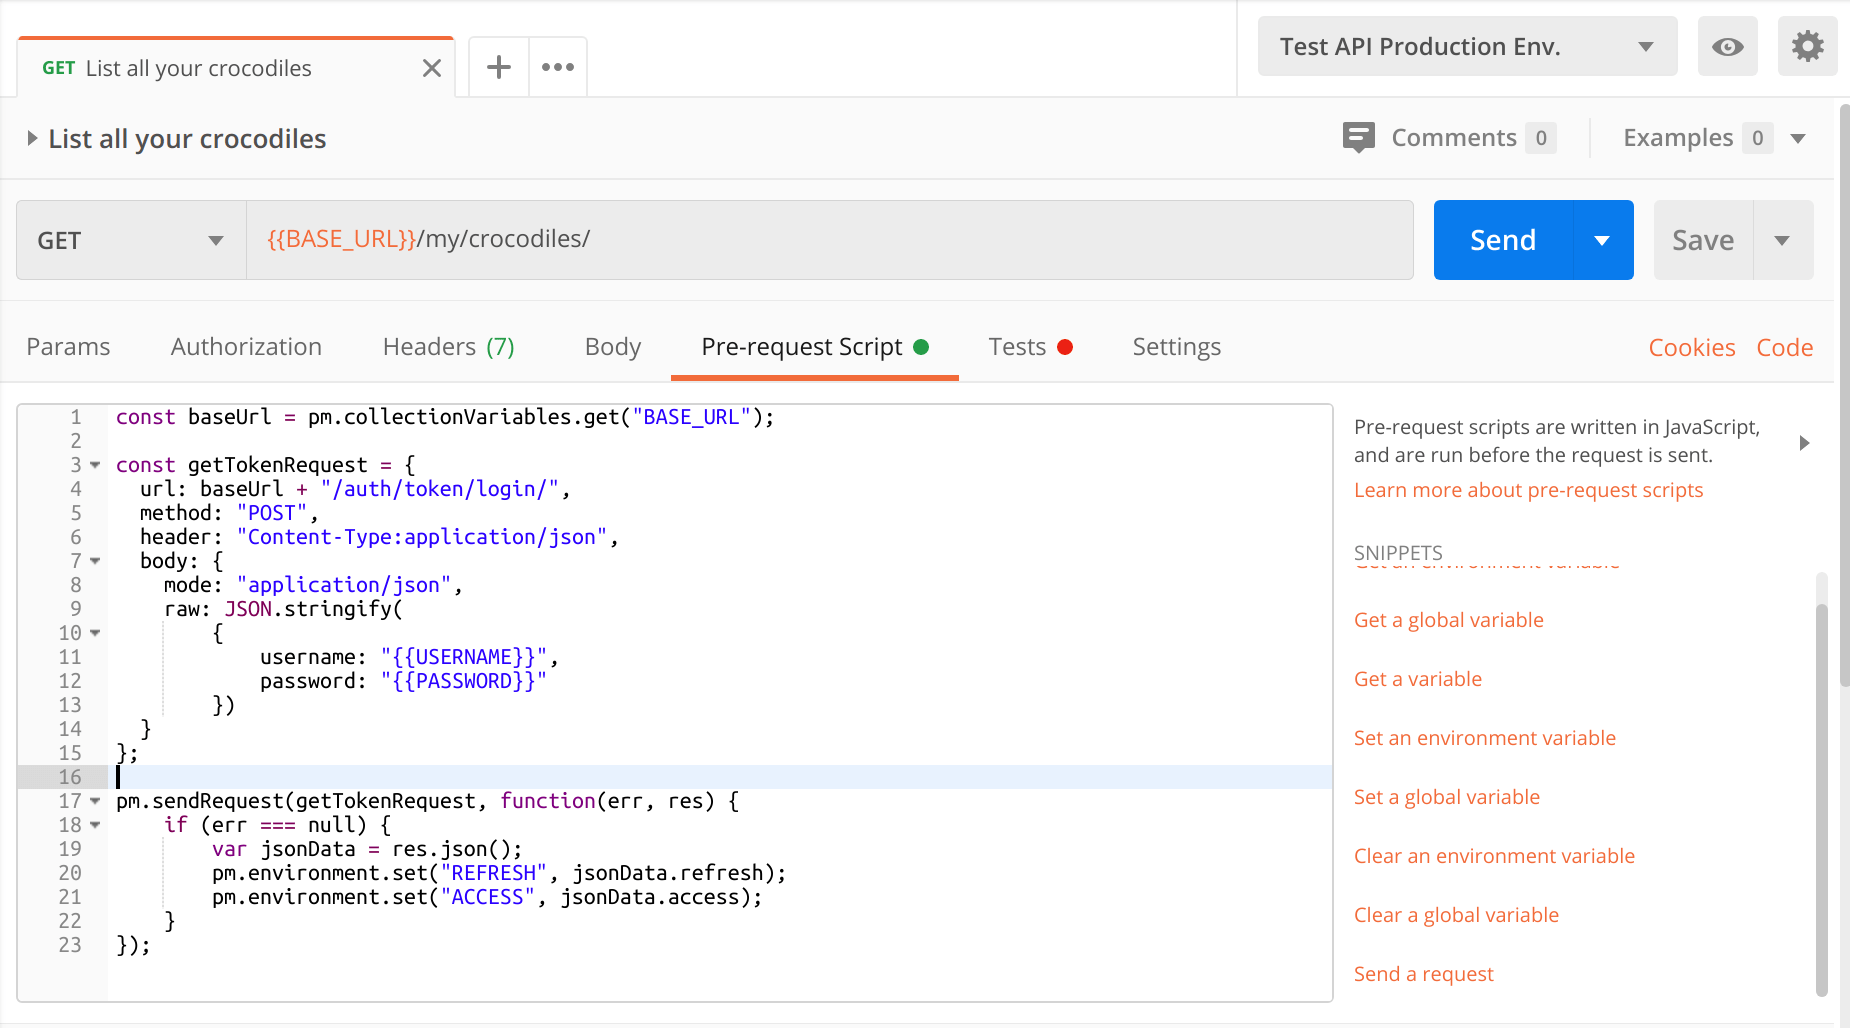 GET List all your crocodiles
Test API Production Env.
List all your crocodiles
Comments 0
Examples 0
GET
{{BASE_URL}}/my/crocodiles/
Send
Save
Params
Authorization
Headers (7)
Body
Pre-request Script
Tests
Settings
Cookies
Code
1 const baseUrl = pm.collectionVariables.get("BASE_URL");
2
3 const getTokenRequest = {
4   url: baseUrl + "/auth/token/login/",
5   method: "POST",
6   header: "Content-Type:application/json",
7   body: {
8     mode: "application/json",
9     raw: JSON.stringify(
10         {
11             username: "{{USERNAME}}",
12             password: "{{PASSWORD}}"
13         })
14   }
15 };
16
17 pm.sendRequest(getTokenRequest, function(err, res) {
18     if (err === null) {
19         var jsonData = res.json();
20         pm.environment.set("REFRESH", jsonData.refresh);
21         pm.environment.set("ACCESS", jsonData.access);
22     }
23 });
Pre-request scripts are written in JavaScript,
and are run before the request is sent.
Learn more about pre-request scripts
SNIPPETS
Get an environment variable
Get a global variable
Get a variable
Set an environment variable
Set a global variable
Clear an environment variable
Clear a global variable
Send a request